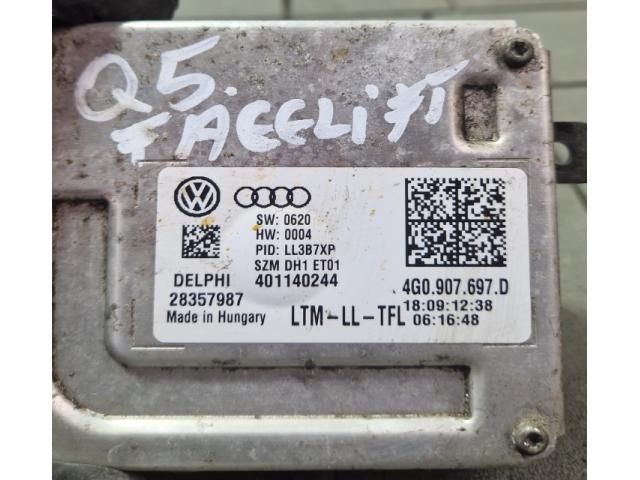 Q5.
FACELIFT
SW: 0620
HW: 0004
PID: LL3B7XP
SZM DH1 ET01
DELPHI 401140244
28357987
Made in Hungary
LTM-LL-TFL
4G0.907.697.D
18:09:12:38
06:16:48